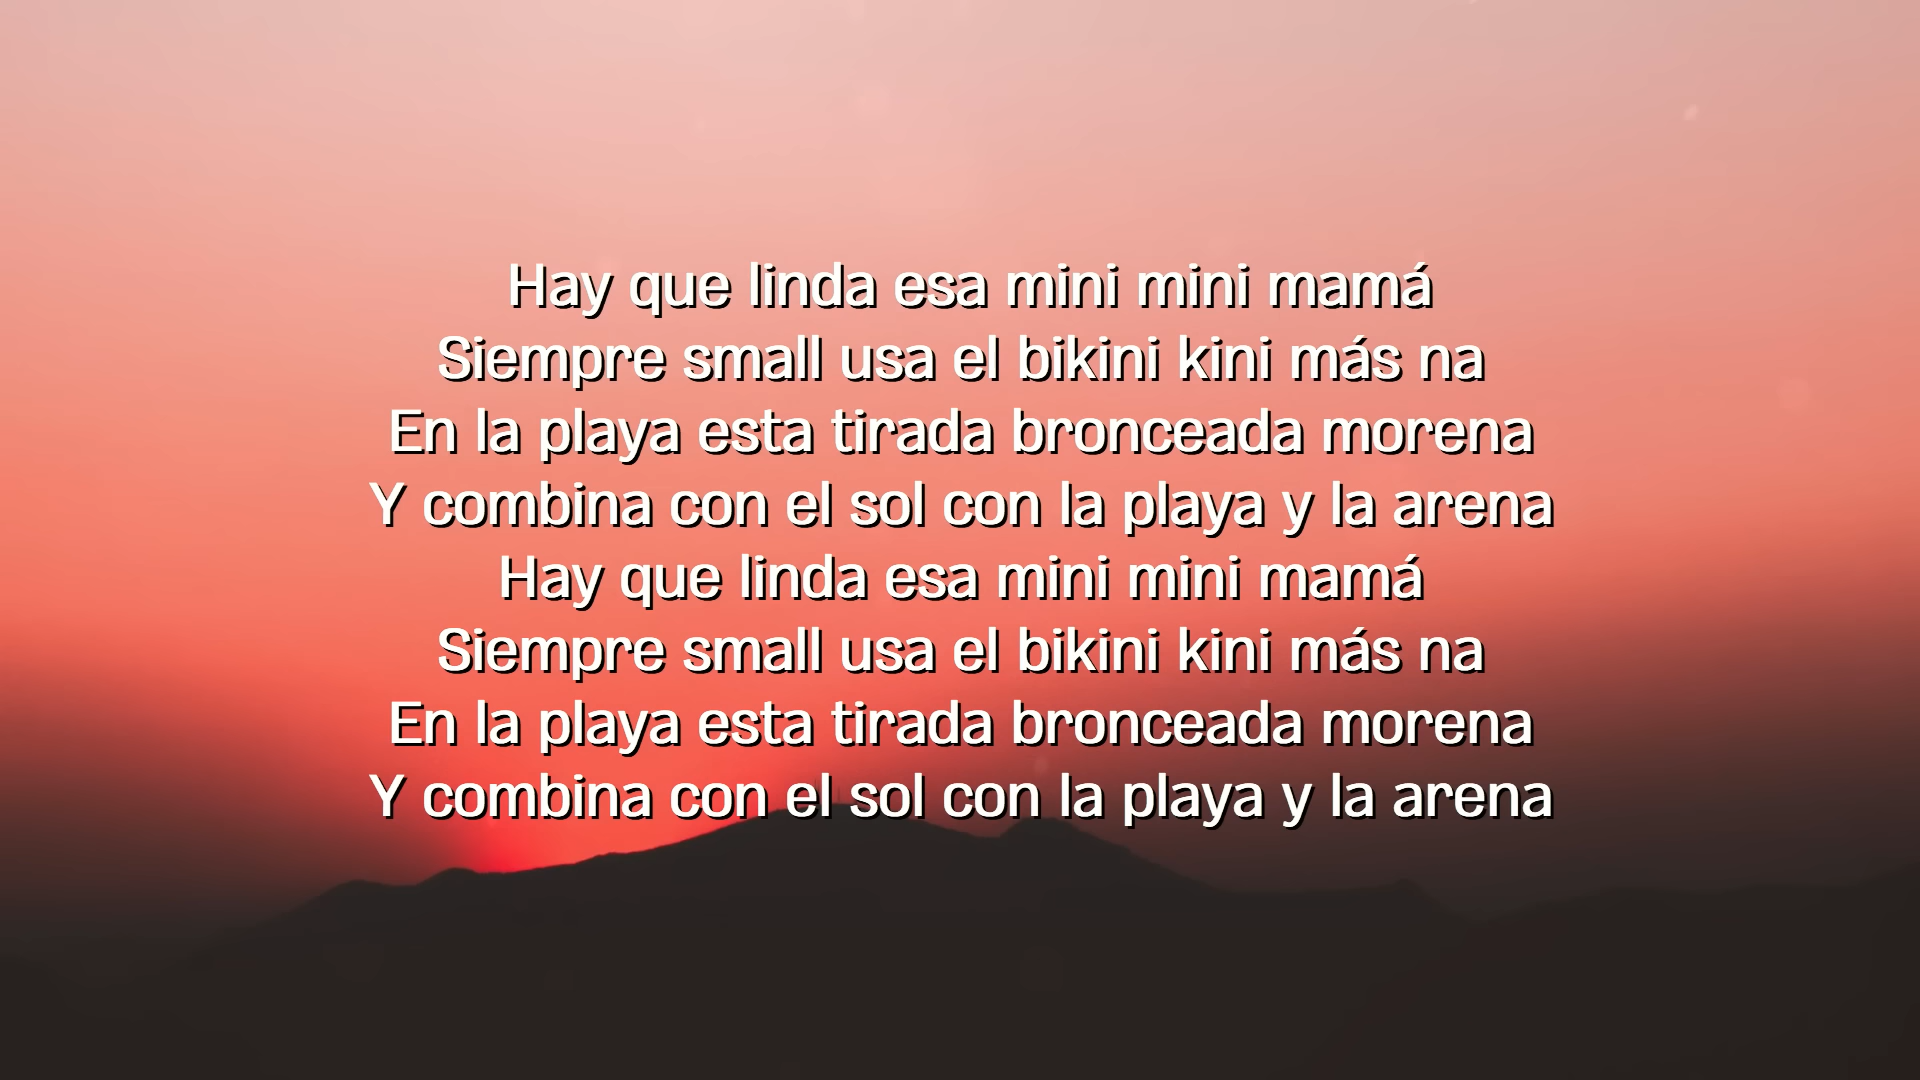 Hay que linda esa mini mini mamá
Siempre small usa el bikini kini más na
En la playa esta tirada bronceada morena
Y combina con el sol con la playa y la arena
Hay que linda esa mini mini mamá
Siempre small usa el bikini kini más na
En la playa esta tirada bronceada morena
Y combina con el sol con la playa y la arena